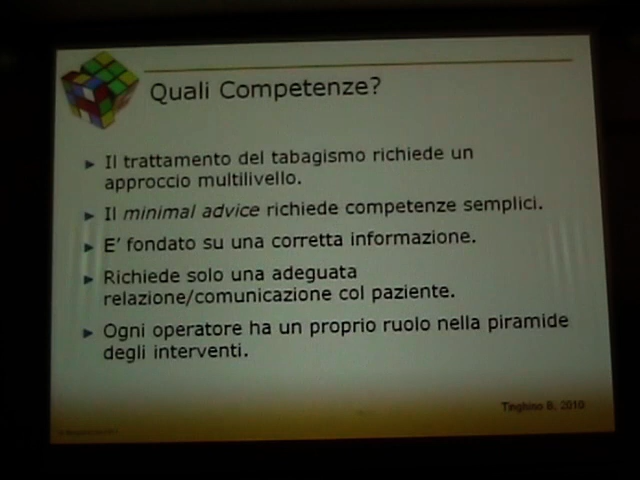 Quali Competenze?
► Il trattamento del tabagismo richiede un
approccio multilivello.
► Il minimal advice richiede competenze semplici.
► E' fondato su una corretta informazione.
► Richiede solo una adeguata
relazione/comunicazione col paziente.
► Ogni operatore ha un proprio ruolo nella piramide
degli interventi.
Tinghino B, 2010